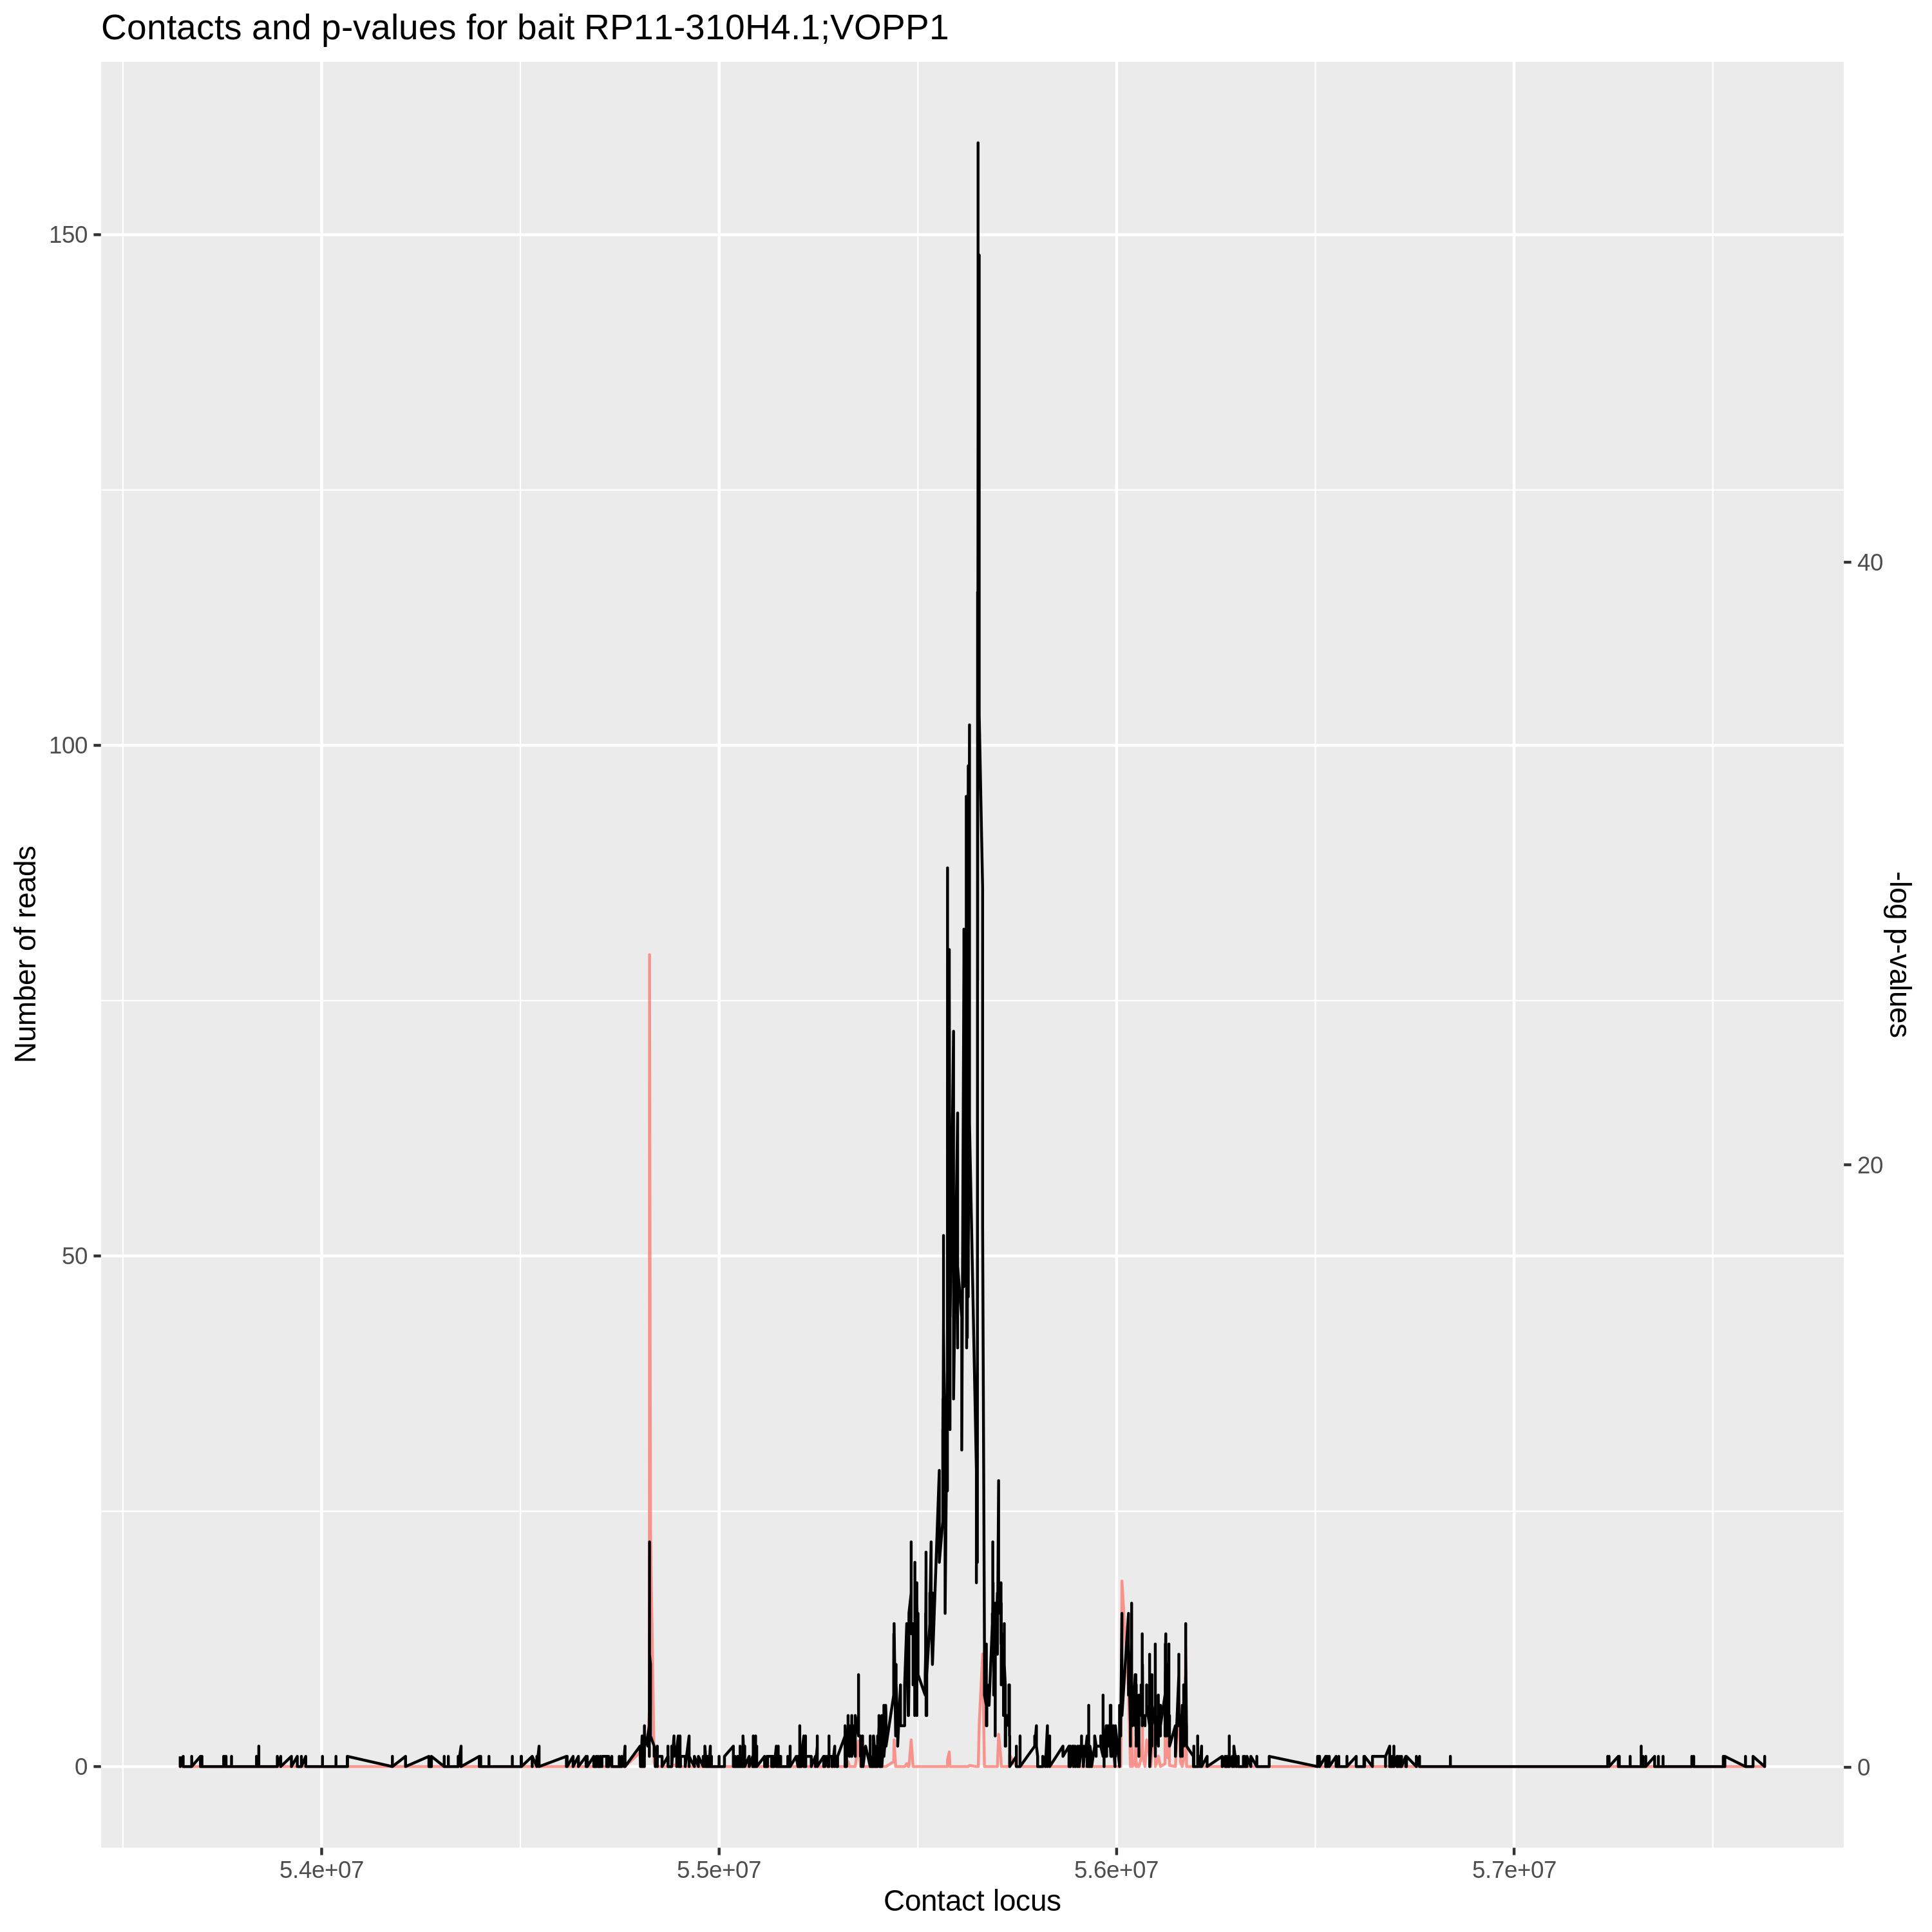 Contacts and p-values for bait RP11-310H4.1;VOPP1
150
100
50
0
Number of reads
40
20
0
-log p-values
5.4e+07 5.5e+07 5.6e+07 5.7e+07
Contact locus